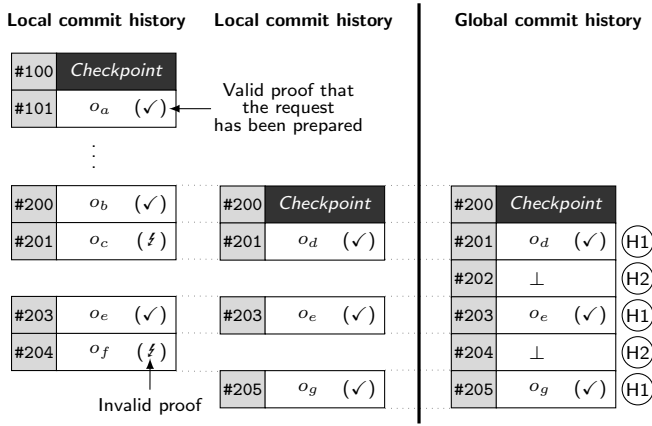 Local commit history Local commit history Global commit history
#100 Checkpoint
#101 oa (✓)
Valid proof that
the request
has been prepared
⋮
#200 ob (✓) #200 Checkpoint #200 Checkpoint
#201 oc (↯) #201 od (✓) #201 od (✓) H1
#202 ⊥ H2
#203 oe (✓) #203 oe (✓) #203 oe (✓) H1
#204 of (↯) #204 ⊥ H2
Invalid proof #205 og (✓) #205 og (✓) H1